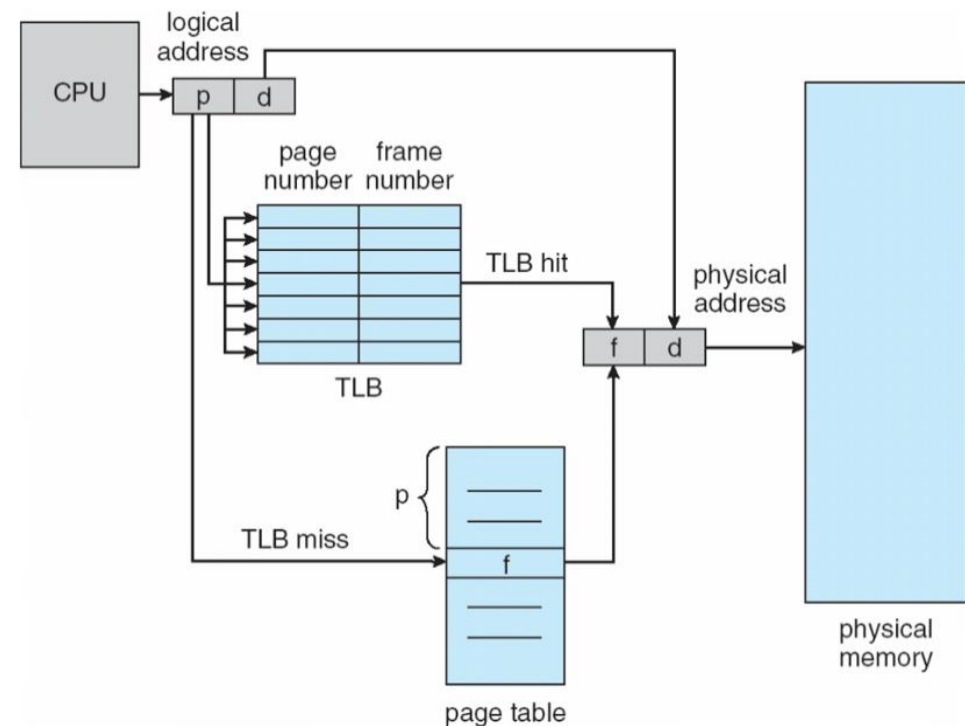 logical
address
CPU
p
d
page
number
frame
number
TLB hit
physical
address
f
d
TLB
p
TLB miss
f
page table
physical
memory